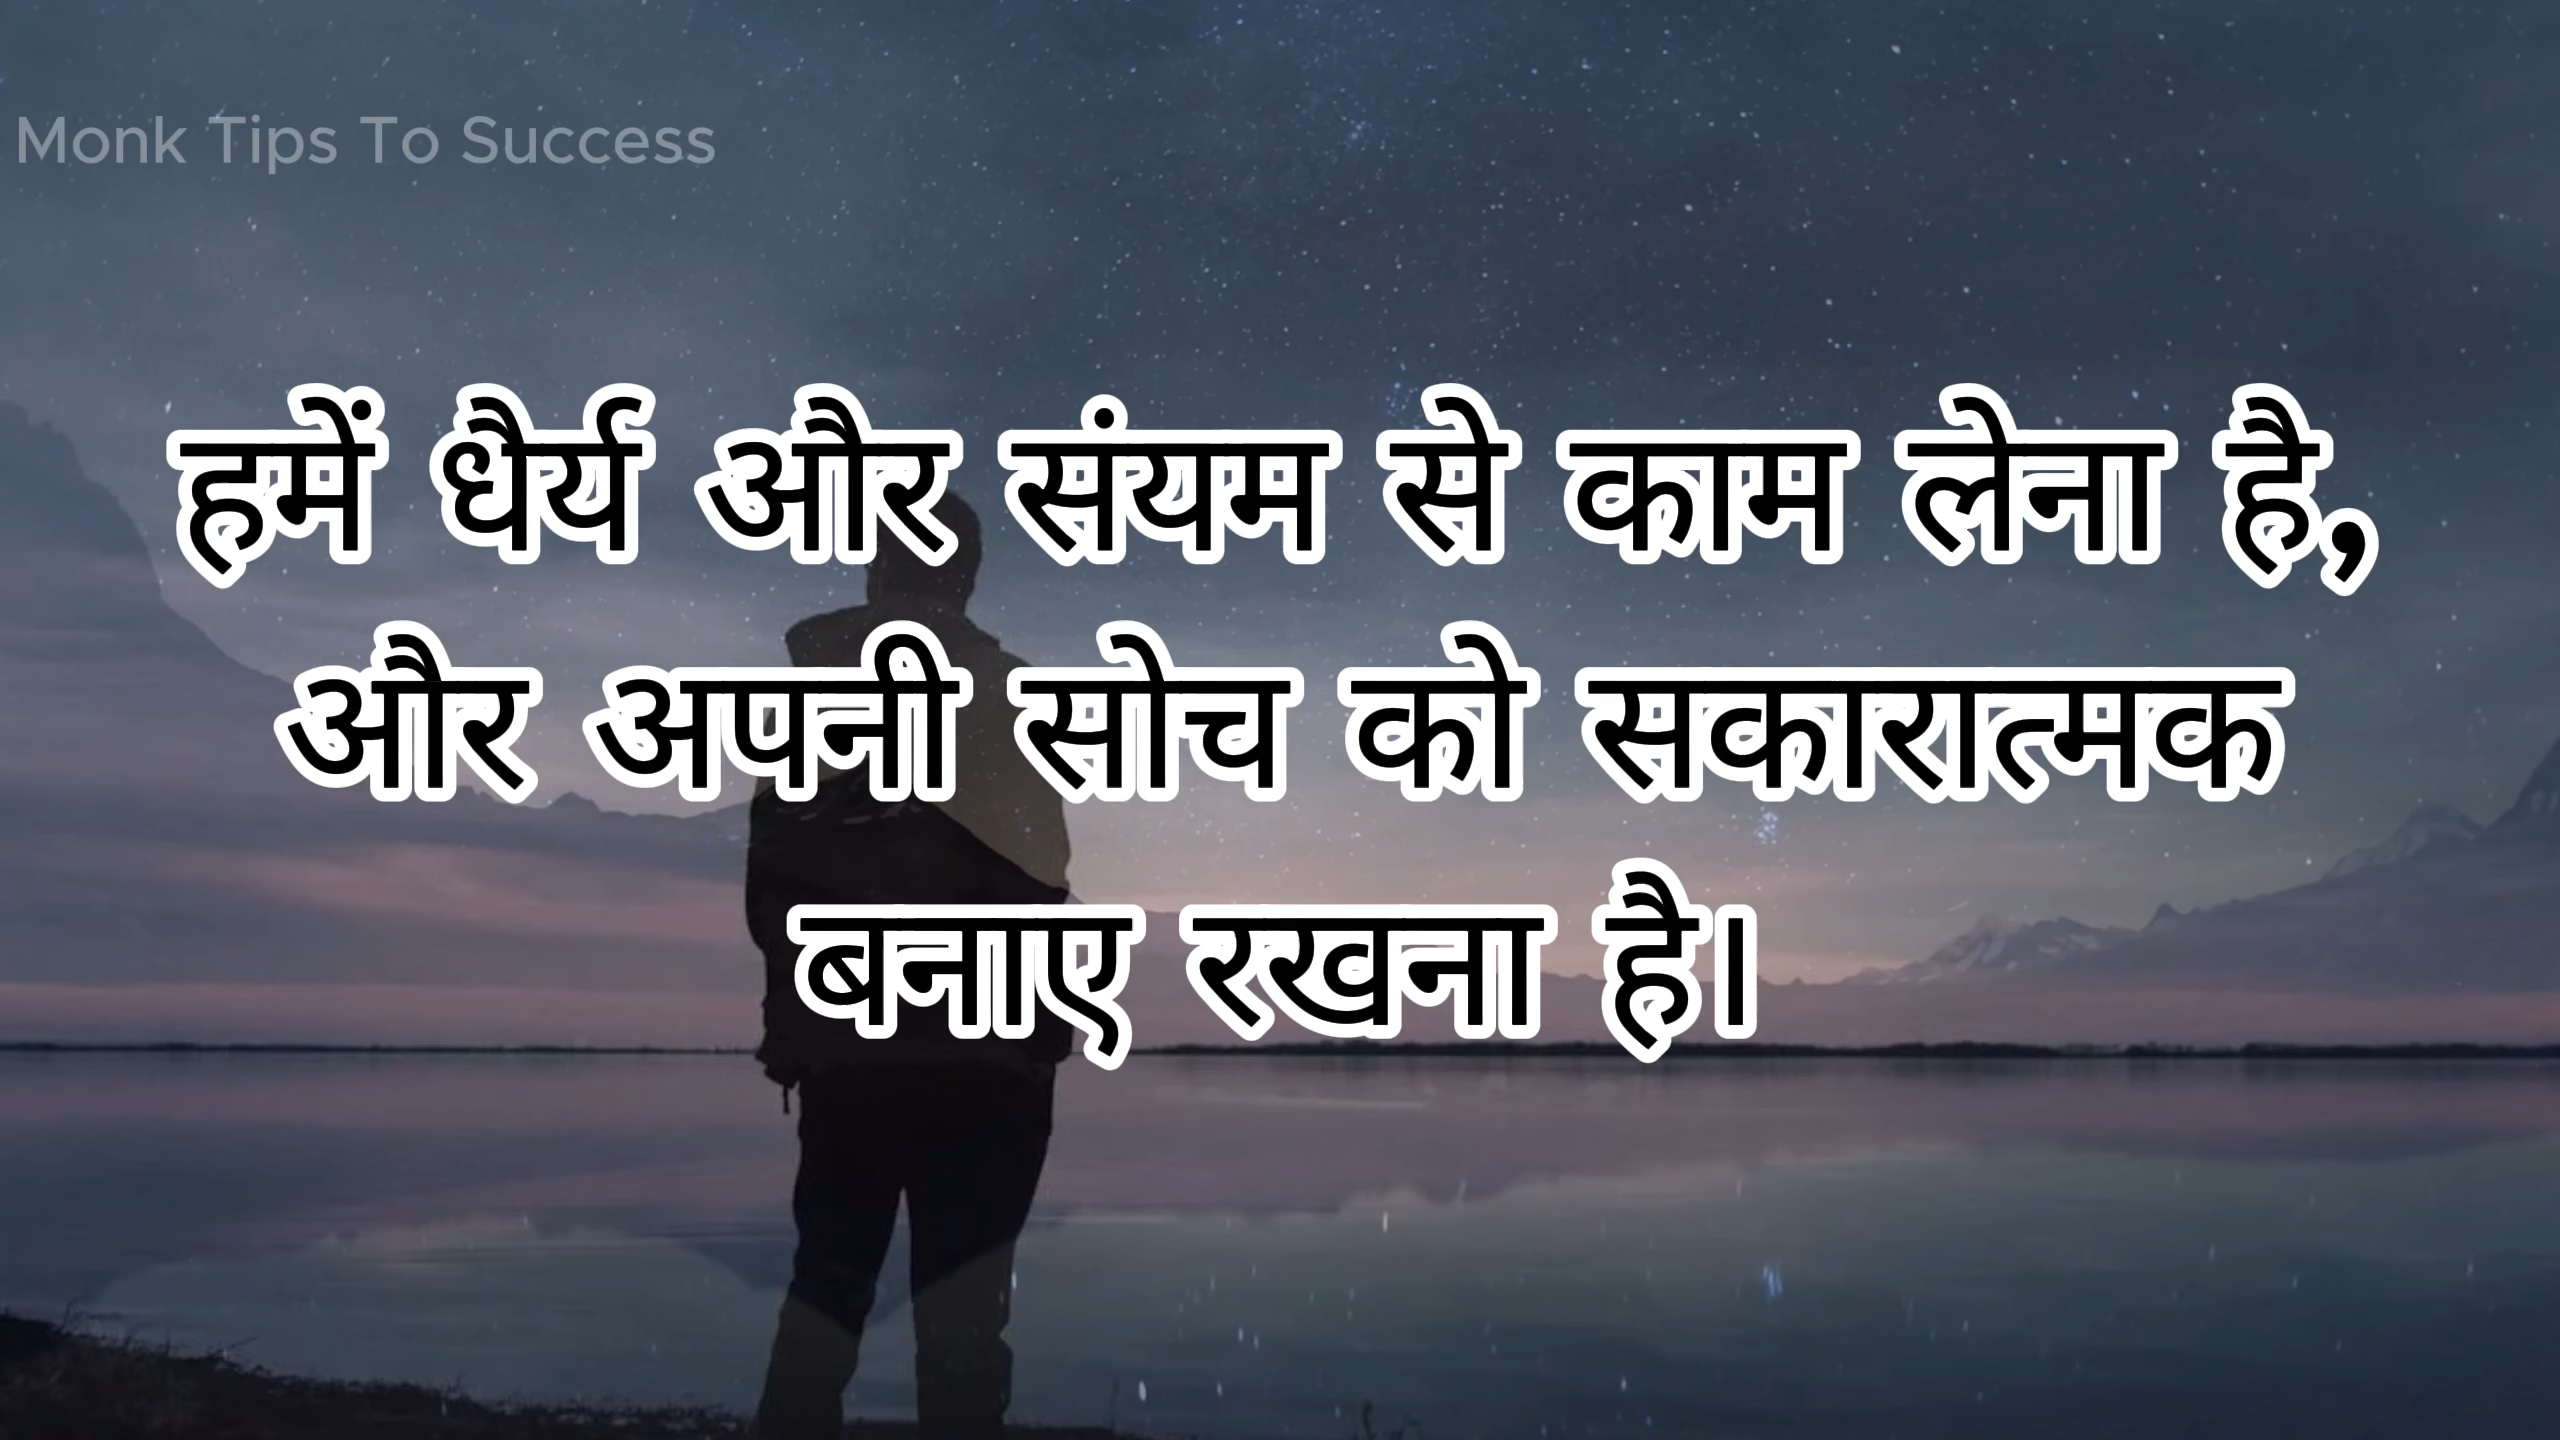 Monk Tips To Success
हमें धैर्य और संयम से काम लेना है,
और अपनी सोच को सकारात्मक
बनाए रखना है।